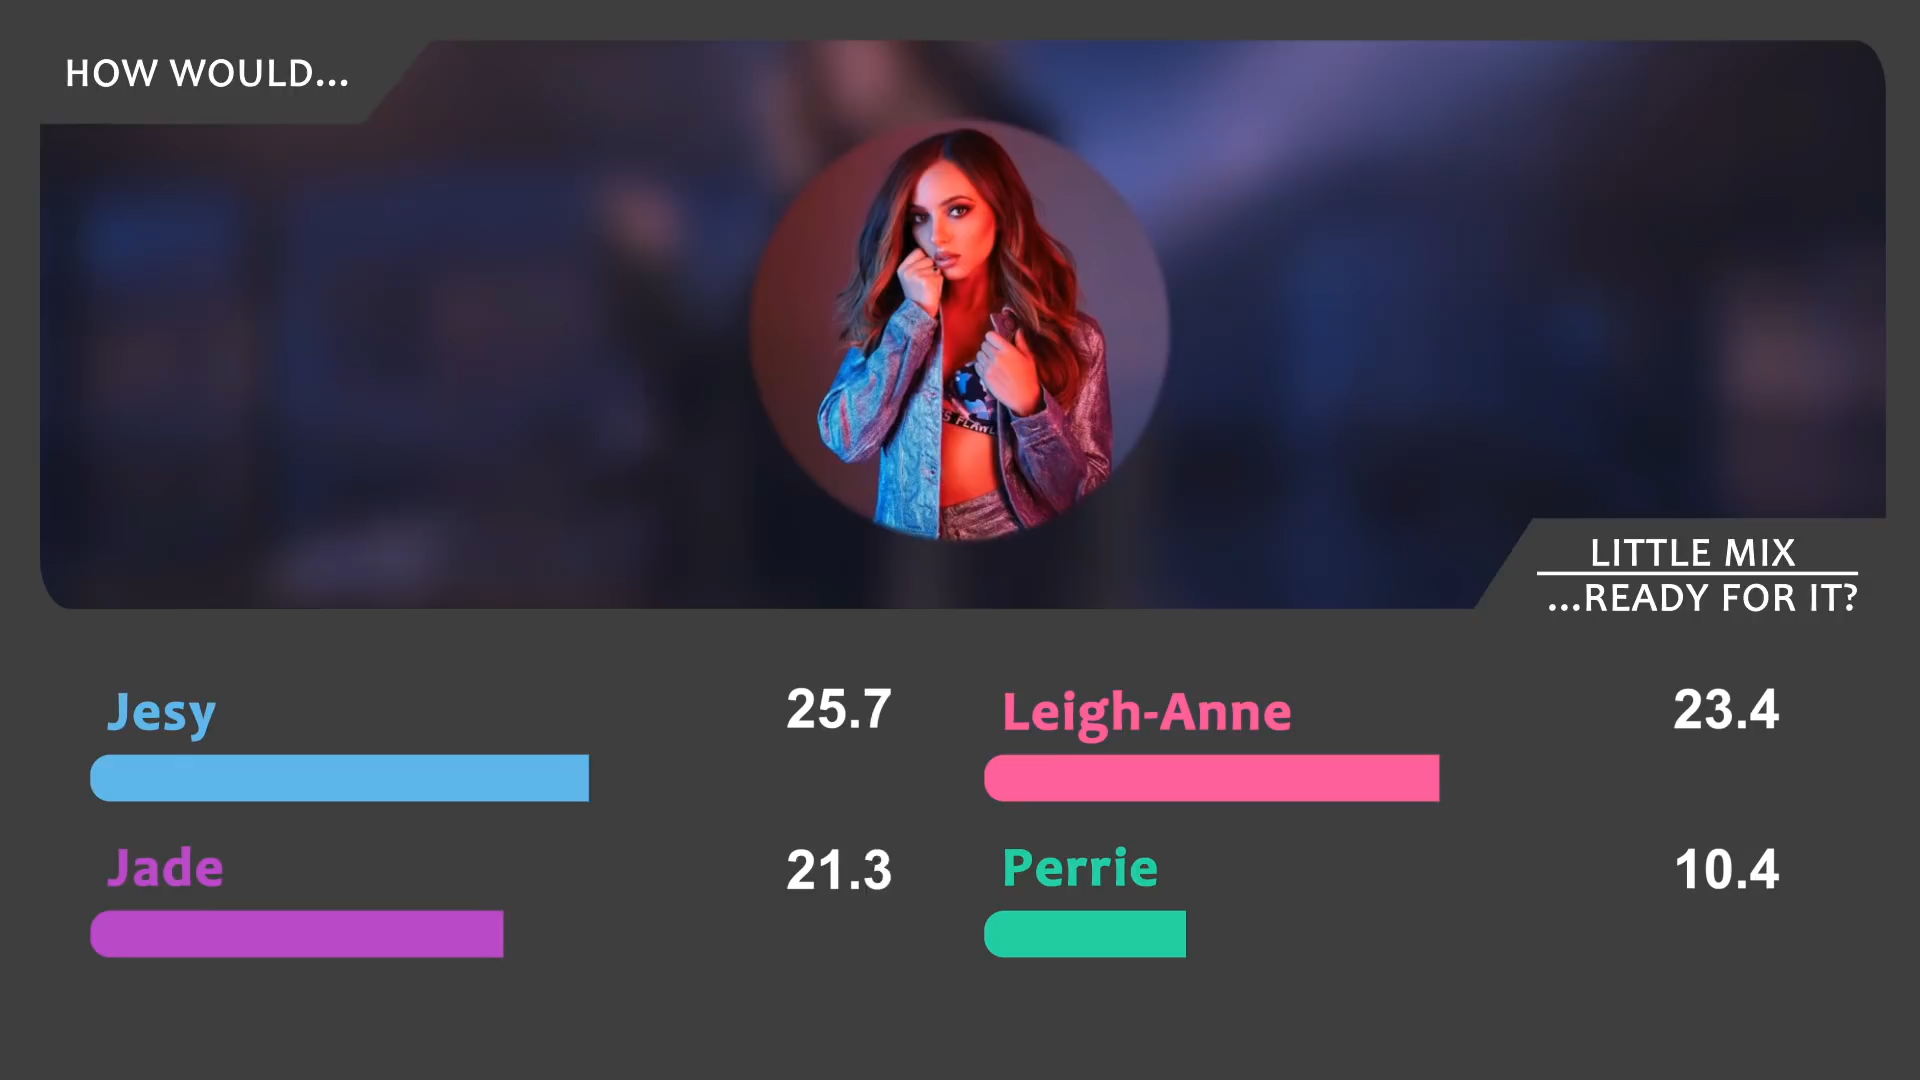 HOW WOULD...
S FLAWL
LITTLE MIX
...READY FOR IT?
Jesy 25.7
Leigh-Anne 23.4
Jade 21.3
Perrie 10.4